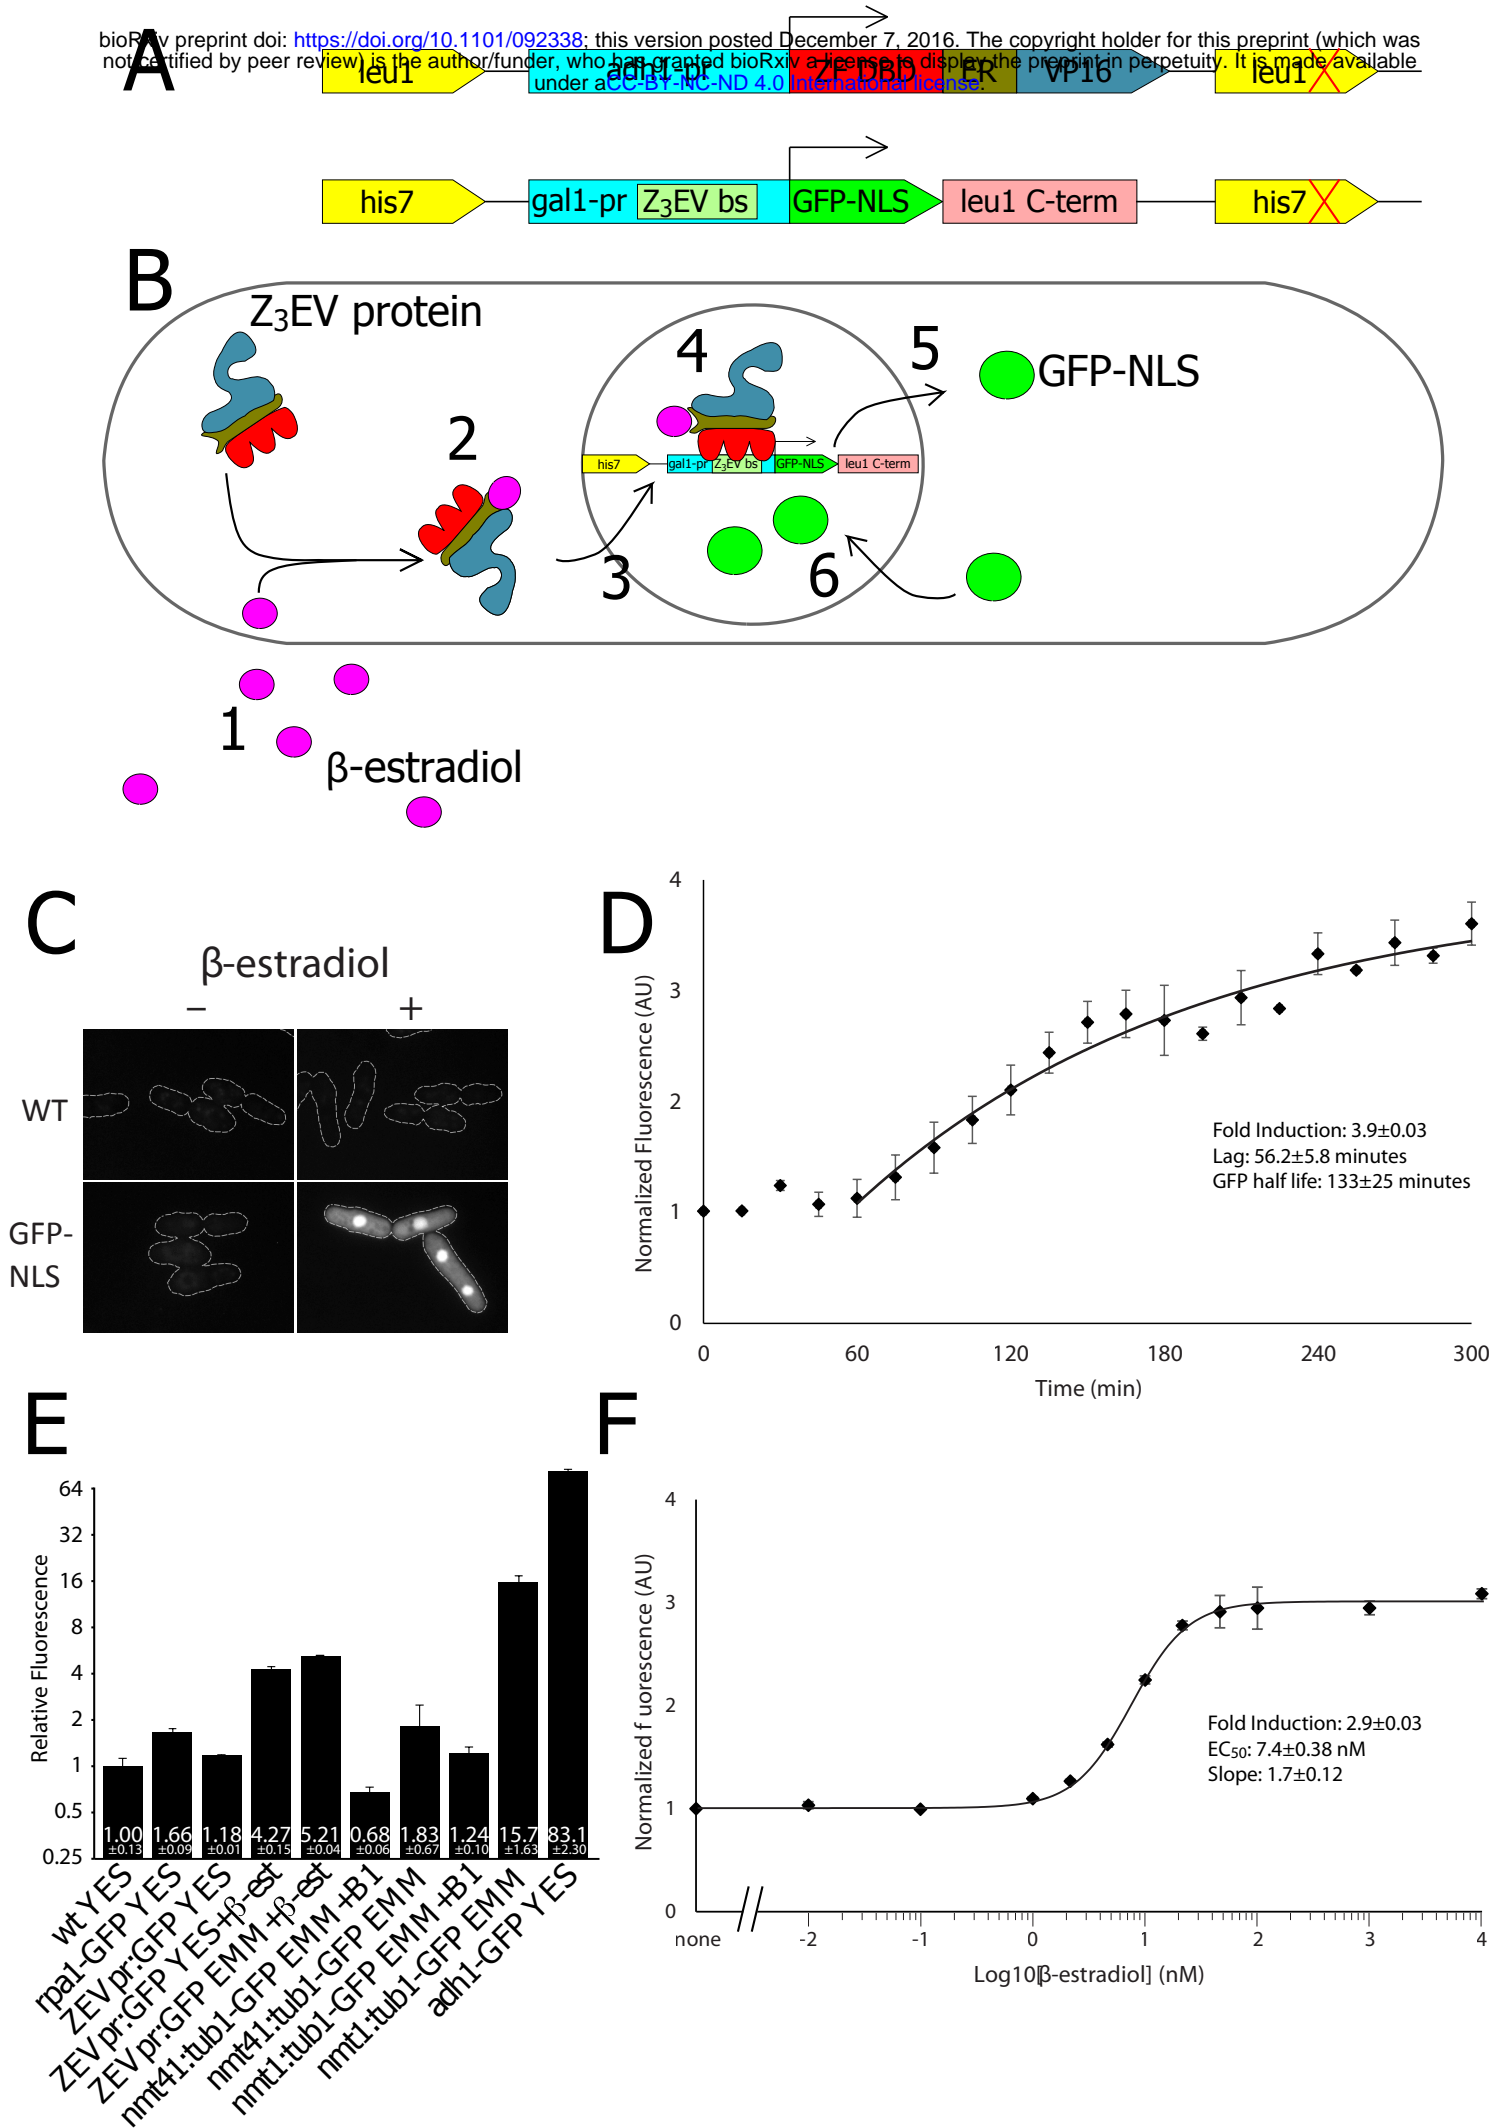 A
bioRxiv preprint doi: https://doi.org/10.1101/092338; this version posted December 7, 2016. The copyright holder for this preprint (which was
not certified by peer review) is the author/funder, who has granted bioRxiv a license to display the preprint in perpetuity. It is made available
under aCC-BY-NC-ND 4.0 International license.
leu1 adh1-pr ZF DBD ER VP16 leu1
his7 gal1-pr Z3EV bs GFP-NLS leu1 C-term his7
B
Z3EV protein
4
5
GFP-NLS
2
his7 gal1-pr Z3EV bs GFP-NLS leu1 C-term
3
6
1
β-estradiol
C
β-estradiol
− +
WT
GFP-
NLS
D
Normalized Fluorescence (AU)
4
3
2
1
0
Fold Induction: 3.9±0.03
Lag: 56.2±5.8 minutes
GFP half life: 133±25 minutes
0 60 120 180 240 300
Time (min)
E
Relative Fluorescence
64
32
16
8
4
2
1
0.5
0.25
1.00 1.66 1.18 4.27 5.21 0.68 1.83 1.24 15.7 83.1
±0.13 ±0.09 ±0.01 ±0.15 ±0.04 ±0.06 ±0.67 ±0.10 ±1.63 ±2.30
wt YES
rpa1-GFP YES
ZEVpr:GFP YES
ZEVpr:GFP YES+β-est
ZEVpr:GFP EMM+β-est
nmt41:tub1-GFP EMM+B1
nmt41:tub1-GFP EMM
nmt1:tub1-GFP EMM+B1
nmt1:tub1-GFP EMM
adh1-GFP YES
F
Normalized f uorescence (AU)
4
3
2
1
0
Fold Induction: 2.9±0.03
EC50: 7.4±0.38 nM
Slope: 1.7±0.12
none -2 -1 0 1 2 3 4
Log10[β-estradiol] (nM)